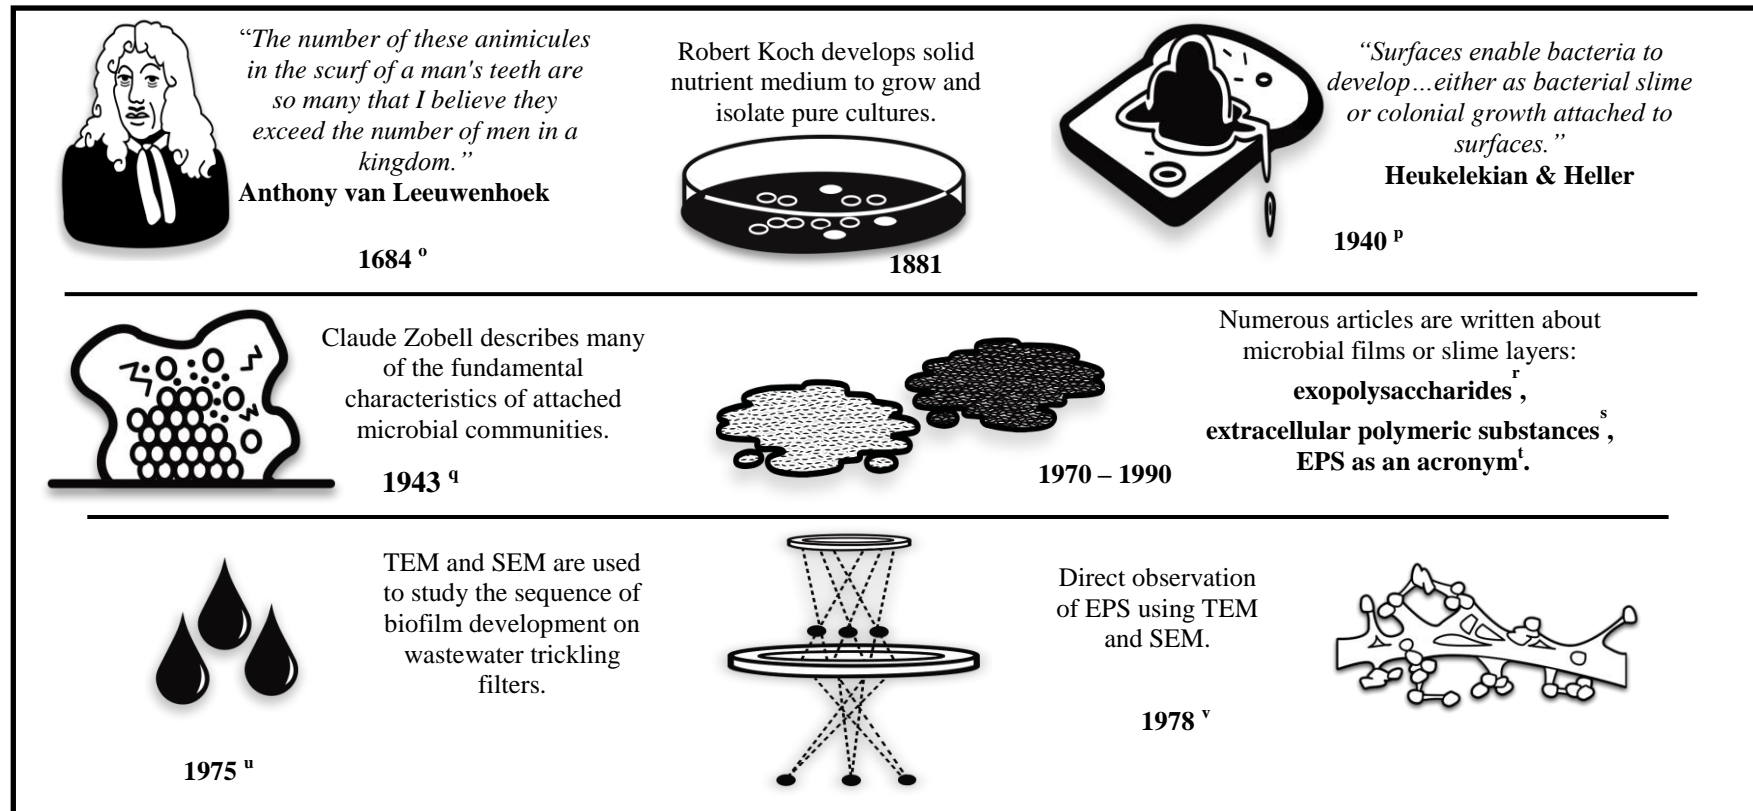 “The number of these animicules
in the scurf of a man's teeth are
so many that I believe they
exceed the number of men in a
kingdom.”
Anthony van Leeuwenhoek
1684 o
Robert Koch develops solid
nutrient medium to grow and
isolate pure cultures.
1881
“Surfaces enable bacteria to
develop…either as bacterial slime
or colonial growth attached to
surfaces.”
Heukelekian & Heller
1940 p
Claude Zobell describes many
of the fundamental
characteristics of attached
microbial communities.
1943 q
1970 – 1990
Numerous articles are written about
microbial films or slime layers:
exopolysaccharides r,
extracellular polymeric substances s,
EPS as an acronym t.
TEM and SEM are used
to study the sequence of
biofilm development on
wastewater trickling
filters.
1975 u
Direct observation
of EPS using TEM
and SEM.
1978 v